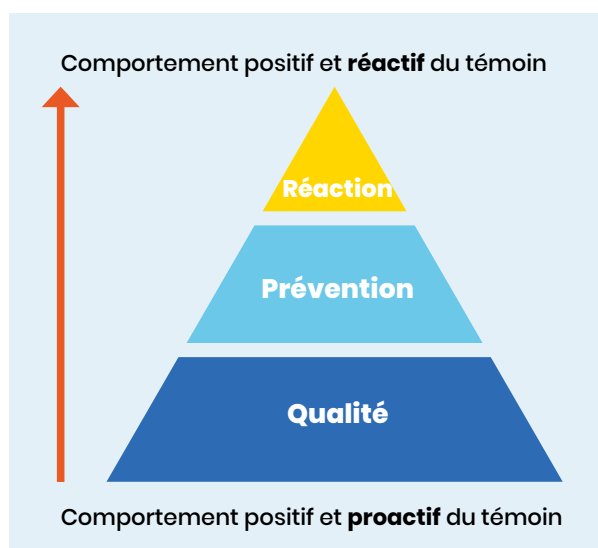 Comportement positif et réactif du témoin
Réaction
Prévention
Qualité
Comportement positif et proactif du témoin